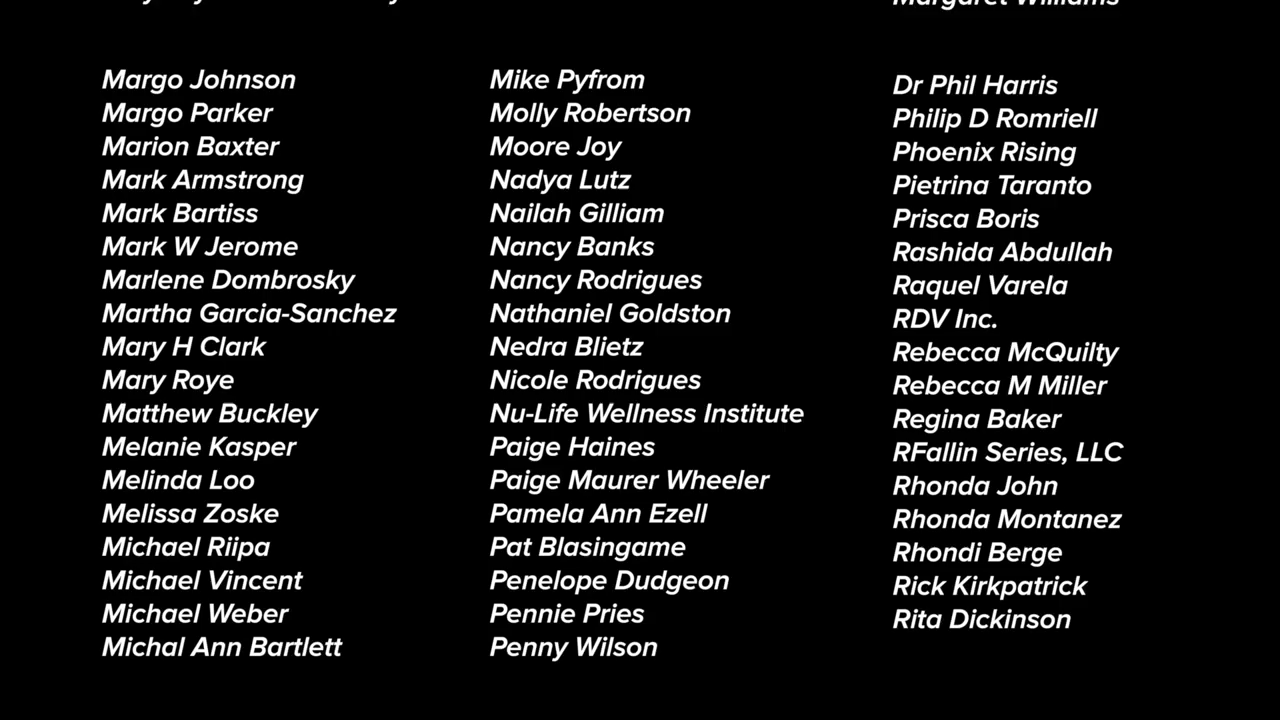 Margaret Williams
Margo Johnson
Margo Parker
Marion Baxter
Mark Armstrong
Mark Bartiss
Mark W Jerome
Marlene Dombrosky
Martha Garcia-Sanchez
Mary H Clark
Mary Roye
Matthew Buckley
Melanie Kasper
Melinda Loo
Melissa Zoske
Michael Riipa
Michael Vincent
Michael Weber
Michal Ann Bartlett
Mike Pyfrom
Molly Robertson
Moore Joy
Nadya Lutz
Nailah Gilliam
Nancy Banks
Nancy Rodrigues
Nathaniel Goldston
Nedra Blietz
Nicole Rodrigues
Nu-Life Wellness Institute
Paige Haines
Paige Maurer Wheeler
Pamela Ann Ezell
Pat Blasingame
Penelope Dudgeon
Pennie Pries
Penny Wilson
Dr Phil Harris
Philip D Romriell
Phoenix Rising
Pietrina Taranto
Prisca Boris
Rashida Abdullah
Raquel Varela
RDV Inc.
Rebecca McQuilty
Rebecca M Miller
Regina Baker
RFallin Series, LLC
Rhonda John
Rhonda Montanez
Rhondi Berge
Rick Kirkpatrick
Rita Dickinson